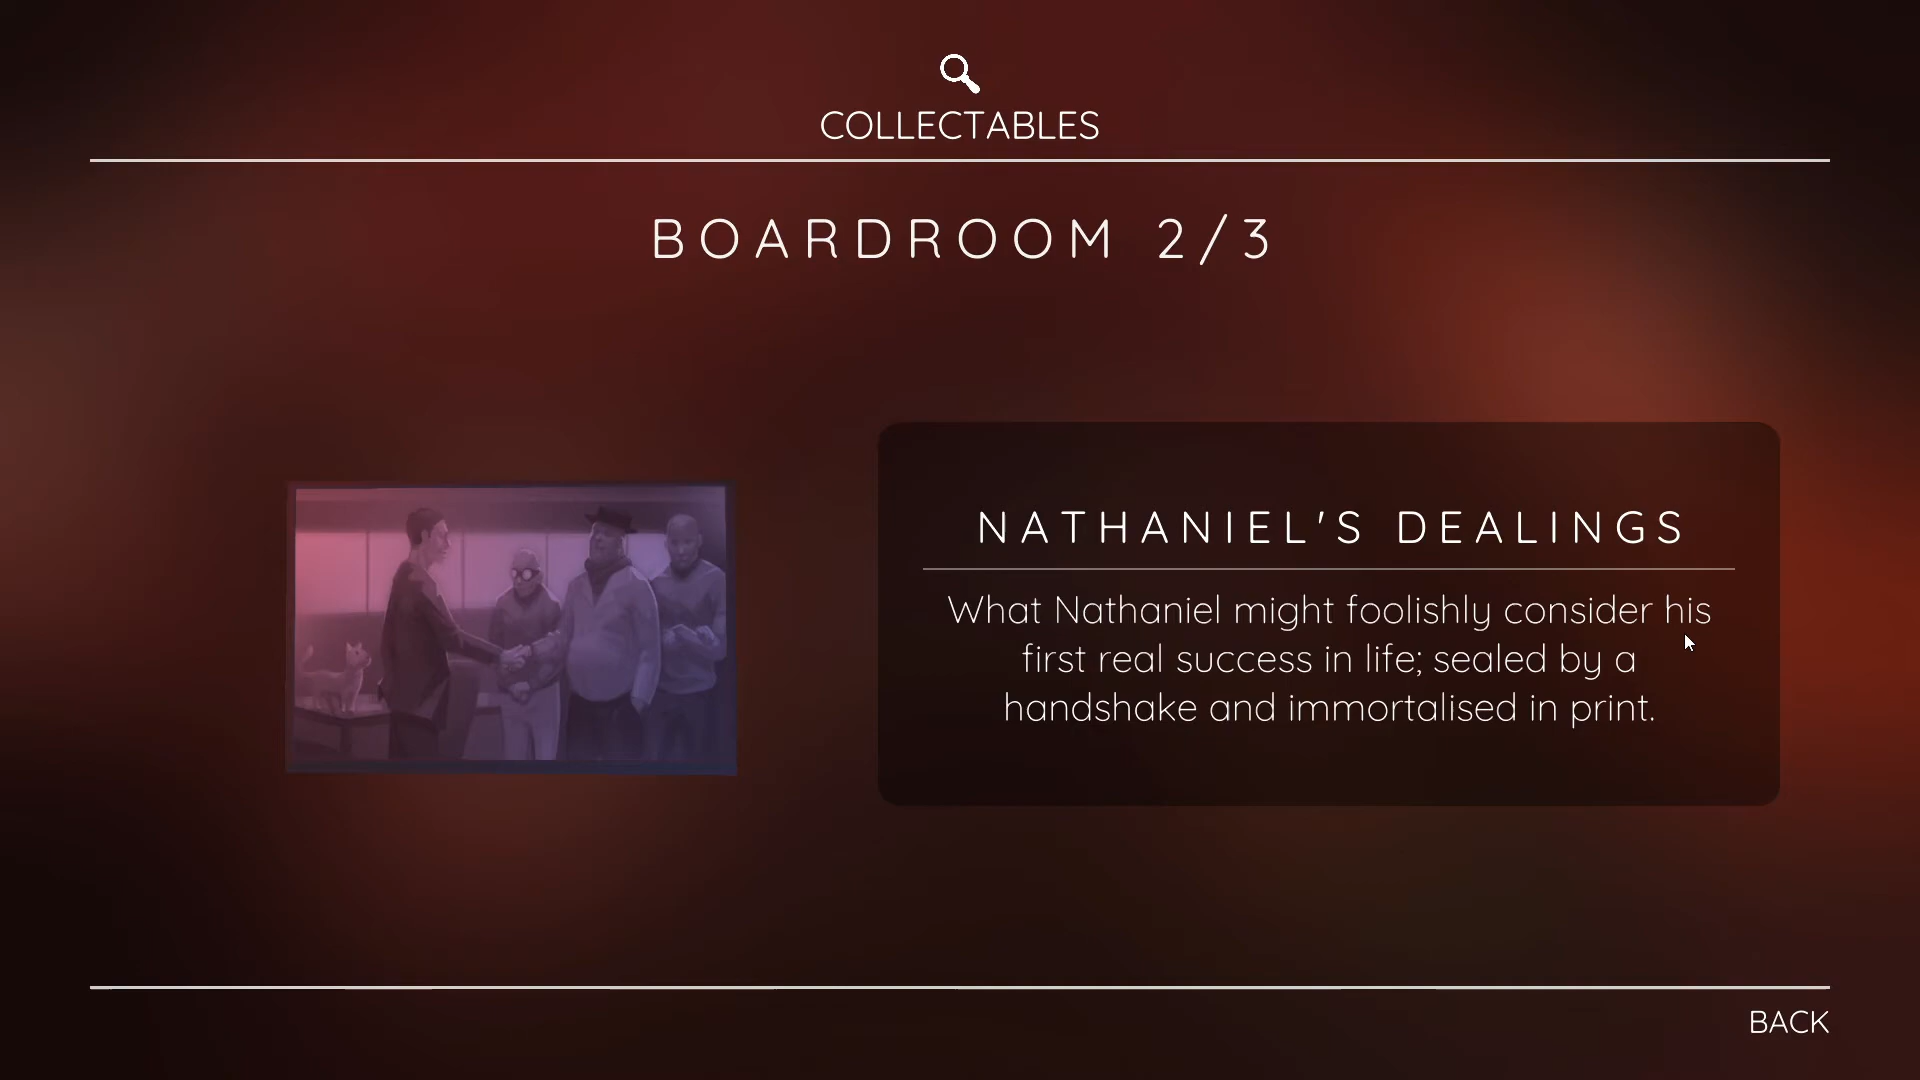 COLLECTABLES
BOARDROOM 2/3
NATHANIEL'S DEALINGS
What Nathaniel might foolishly consider his
first real success in life; sealed by a
handshake and immortalised in print.
BACK